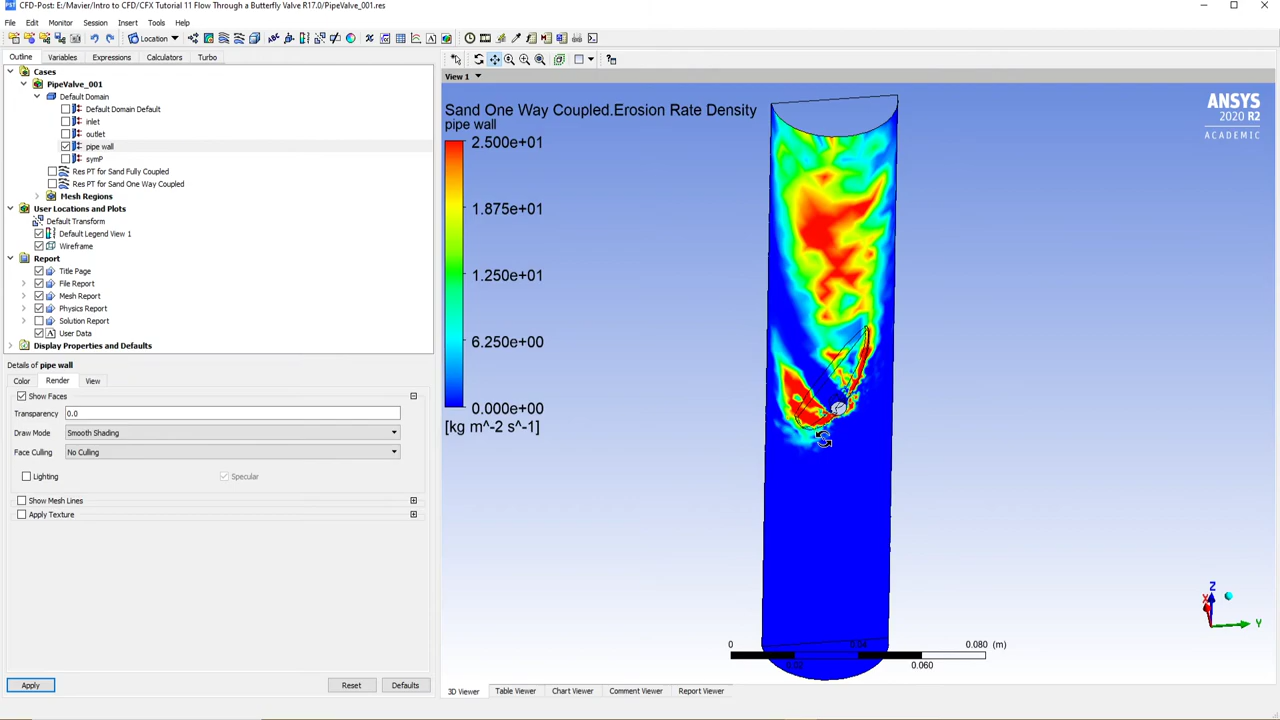 CFD-Post: E:/Mavier/Intro to CFD/CFX Tutorial 11 Flow Through a Butterfly Valve R17.0/PipeValve_001.res
File Edit Monitor Session Insert Tools Help
Location
Outline Variables Expressions Calculators Turbo
Cases
PipeValve_001
Default Domain
Default Domain Default
inlet
outlet
pipe wall
symP
Res PT for Sand Fully Coupled
Res PT for Sand One Way Coupled
Mesh Regions
User Locations and Plots
Default Transform
Default Legend View 1
Wireframe
Report
Title Page
File Report
Mesh Report
Physics Report
Solution Report
User Data
Display Properties and Defaults
Details of pipe wall
Color Render View
Show Faces
Transparency 0.0
Draw Mode Smooth Shading
Face Culling No Culling
Lighting Specular
Show Mesh Lines
Apply Texture
Apply Reset Defaults
View 1
Sand One Way Coupled.Erosion Rate Density
pipe wall
2.500e+01
1.875e+01
1.250e+01
6.250e+00
0.000e+00
[kg m^-2 s^-1]
ANSYS
2020 R2
ACADEMIC
Z
X
Y
0 0.04 0.080 (m)
0.02 0.060
3D Viewer Table Viewer Chart Viewer Comment Viewer Report Viewer